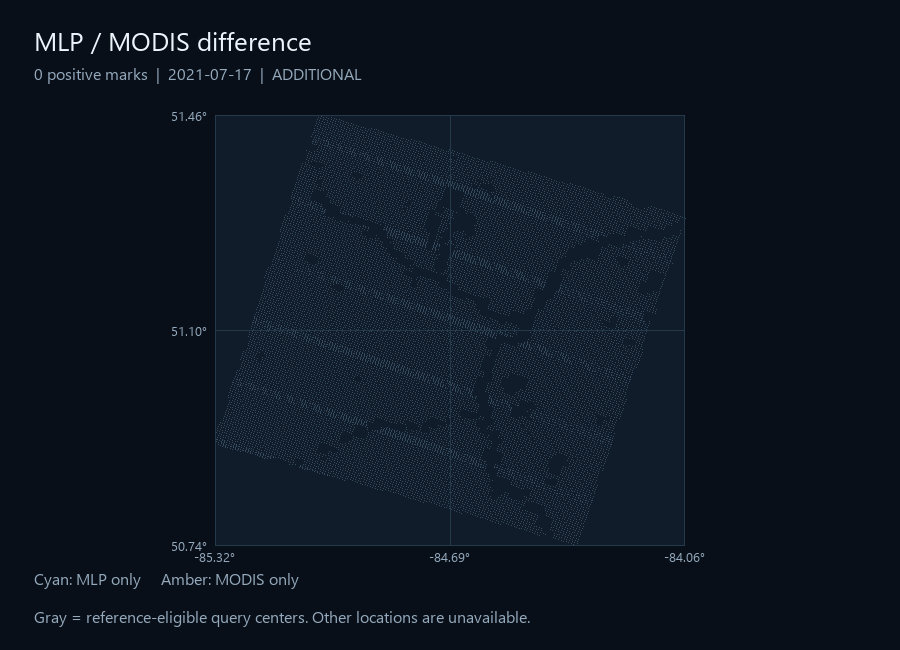 MLP / MODIS difference
0 positive marks | 2021-07-17 | ADDITIONAL
51.46°
51.10°
50.74°
-85.32° -84.69° -84.06°
Cyan: MLP only Amber: MODIS only
Gray = reference-eligible query centers. Other locations are unavailable.